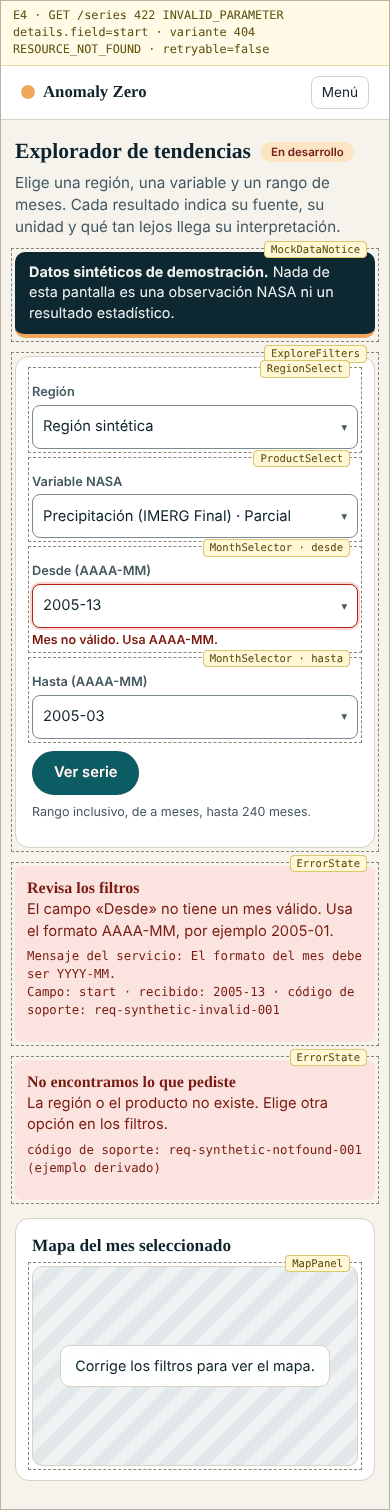 E4 · GET /series 422 INVALID_PARAMETER
details.field=start · variante 404
RESOURCE_NOT_FOUND · retryable=false
Anomaly Zero
Menú
Explorador de tendencias
En desarrollo
Elige una región, una variable y un rango de
meses. Cada resultado indica su fuente, su
unidad y qué tan lejos llega su interpretación.
MockDataNotice
Datos sintéticos de demostración. Nada de
esta pantalla es una observación NASA ni un
resultado estadístico.
ExploreFilters
RegionSelect
Región
Región sintética
ProductSelect
Variable NASA
Precipitación (IMERG Final) · Parcial
MonthSelector · desde
Desde (AAAA-MM)
2005-13
Mes no válido. Usa AAAA-MM.
MonthSelector · hasta
Hasta (AAAA-MM)
2005-03
Ver serie
Rango inclusivo, de a meses, hasta 240 meses.
ErrorState
Revisa los filtros
El campo «Desde» no tiene un mes válido. Usa
el formato AAAA-MM, por ejemplo 2005-01.
Mensaje del servicio: El formato del mes debe
ser YYYY-MM.
Campo: start · recibido: 2005-13 · código de
soporte: req-synthetic-invalid-001
ErrorState
No encontramos lo que pediste
La región o el producto no existe. Elige otra
opción en los filtros.
código de soporte: req-synthetic-notfound-001
(ejemplo derivado)
Mapa del mes seleccionado
MapPanel
Corrige los filtros para ver el mapa.